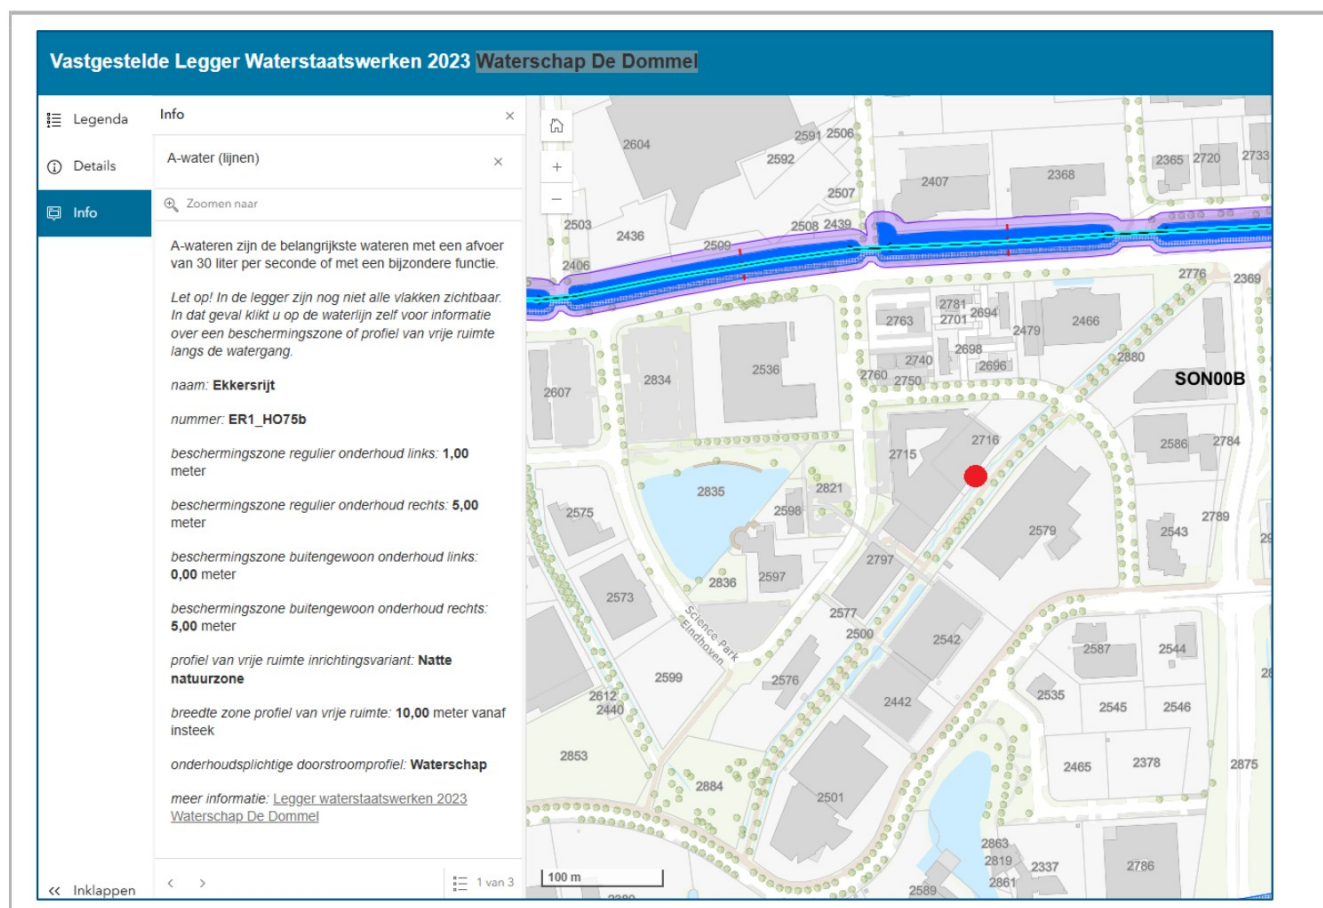 Vastgestelde Legger Waterstaatswerken 2023 Waterschap De Dommel
Legenda
Details
Info
Inklappen
Info
A-water (lijnen)
Zoomen naar
A-wateren zijn de belangrijkste wateren met een afvoer
van 30 liter per seconde of met een bijzondere functie.
Let op! In de legger zijn nog niet alle vlakken zichtbaar.
In dat geval klikt u op de waterlijn zelf voor informatie
over een beschermingszone of profiel van vrije ruimte
langs de watergang.
naam: Ekkersrijt
nummer: ER1_HO75b
beschermingszone regulier onderhoud links: 1,00
meter
beschermingszone regulier onderhoud rechts: 5,00
meter
beschermingszone buitengewoon onderhoud links:
0,00 meter
beschermingszone buitengewoon onderhoud rechts:
5,00 meter
profiel van vrije ruimte inrichtingsvariant: Natte
natuurzone
breedte zone profiel van vrije ruimte: 10,00 meter vanaf
insteek
onderhoudsplichtige doorstroomprofiel: Waterschap
meer informatie: Legger waterstaatswerken 2023
Waterschap De Dommel
1 van 3
2604
2591 2506
2592
2507
2407
2368
2365 2720 2733
2503
2436
2509
2508 2439
2406
2776
2369
2763
2781
2701 2694
2479
2466
2740
2698
2696
2760 2750
2880
SON00B
2607
2834
2536
2715
2716
2586
2784
2835
2821
2598
2575
2579
2543
2789
2836
2597
2797
2573
2577
2500
2542
2587
2544
Science Park
Eindhoven
2599
2576
2612
2440
2442
2535
2545
2546
2853
2884
2501
2465
2378
2875
2863
2819
2861
2337
2786
2589
100 m